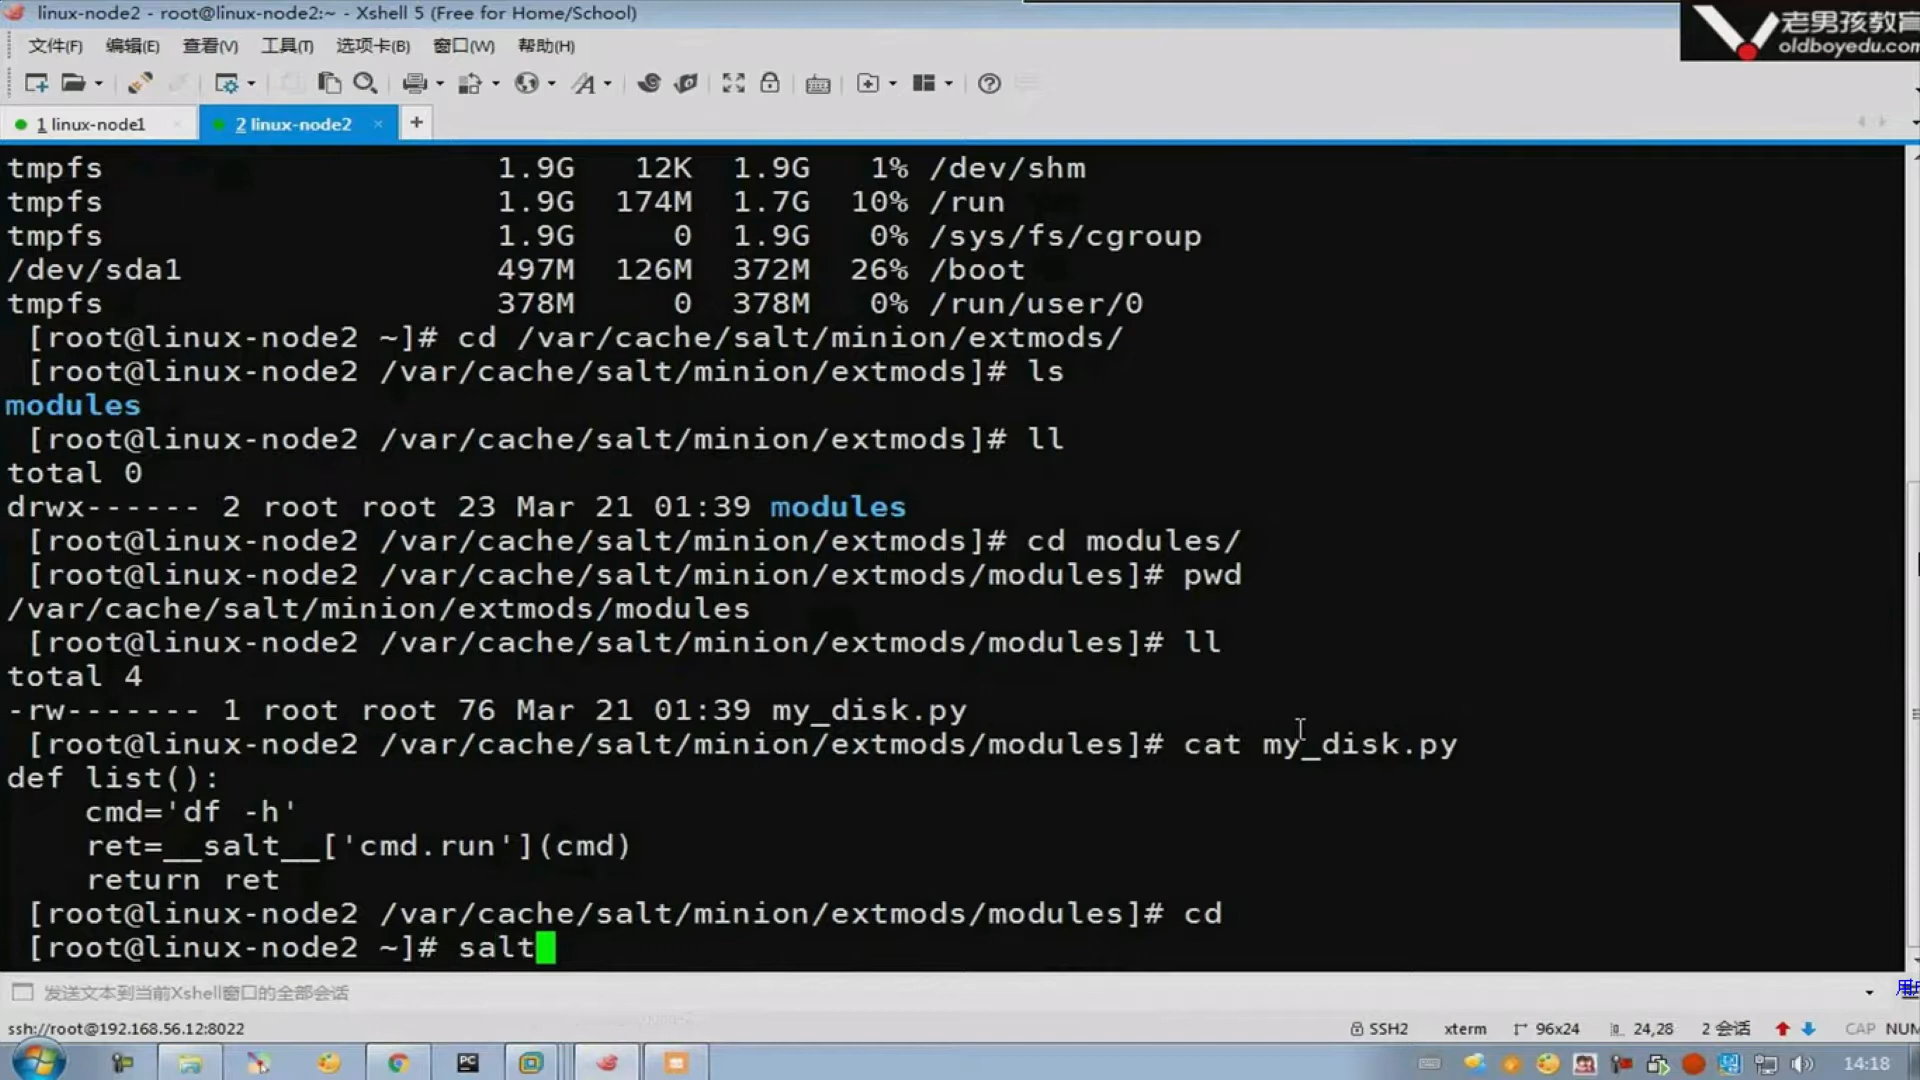 linux-node2 - root@linux-node2:~ - Xshell 5 (Free for Home/School)
老男孩教育
oldboyedu.com
文件(F) 编辑(E) 查看(V) 工具(T) 选项卡(B) 窗口(W) 帮助(H)
1 linux-node1 2 linux-node2
tmpfs 1.9G 12K 1.9G 1% /dev/shm
tmpfs 1.9G 174M 1.7G 10% /run
tmpfs 1.9G 0 1.9G 0% /sys/fs/cgroup
/dev/sda1 497M 126M 372M 26% /boot
tmpfs 378M 0 378M 0% /run/user/0
[root@linux-node2 ~]# cd /var/cache/salt/minion/extmods/
[root@linux-node2 /var/cache/salt/minion/extmods]# ls
modules
[root@linux-node2 /var/cache/salt/minion/extmods]# ll
total 0
drwx------ 2 root root 23 Mar 21 01:39 modules
[root@linux-node2 /var/cache/salt/minion/extmods]# cd modules/
[root@linux-node2 /var/cache/salt/minion/extmods/modules]# pwd
/var/cache/salt/minion/extmods/modules
[root@linux-node2 /var/cache/salt/minion/extmods/modules]# ll
total 4
-rw------- 1 root root 76 Mar 21 01:39 my_disk.py
[root@linux-node2 /var/cache/salt/minion/extmods/modules]# cat my_disk.py
def list():
    cmd='df -h'
    ret=__salt__['cmd.run'](cmd)
    return ret
[root@linux-node2 /var/cache/salt/minion/extmods/modules]# cd
[root@linux-node2 ~]# salt
发送文本到当前Xshell窗口的全部会话
ssh://root@192.168.56.12:8022 SSH2 xterm 96x24 24,28 2 会话 CAP NUM
PC 14:18